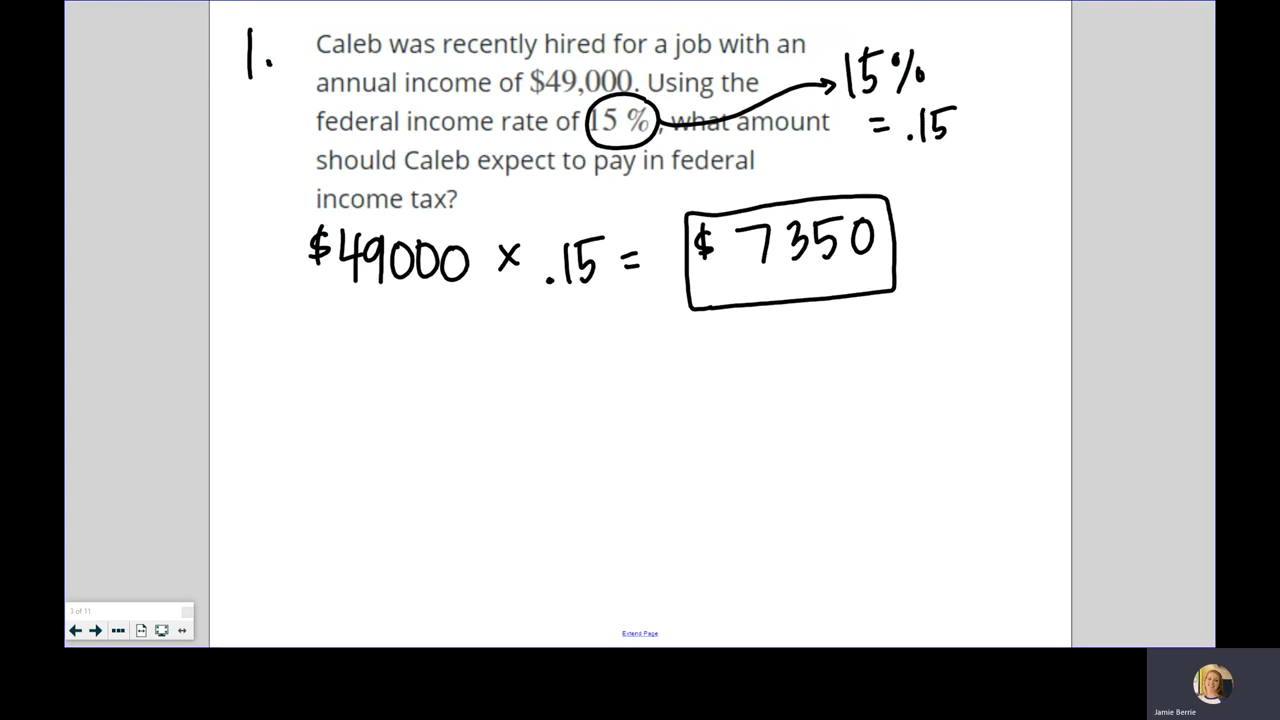 1.
Caleb was recently hired for a job with an
annual income of $49,000. Using the
federal income rate of 15 %, what amount
should Caleb expect to pay in federal
income tax?
15%
= .15
$49000 × .15 = $ 7350
3 of 11
Extend Page
Jamie Berrie